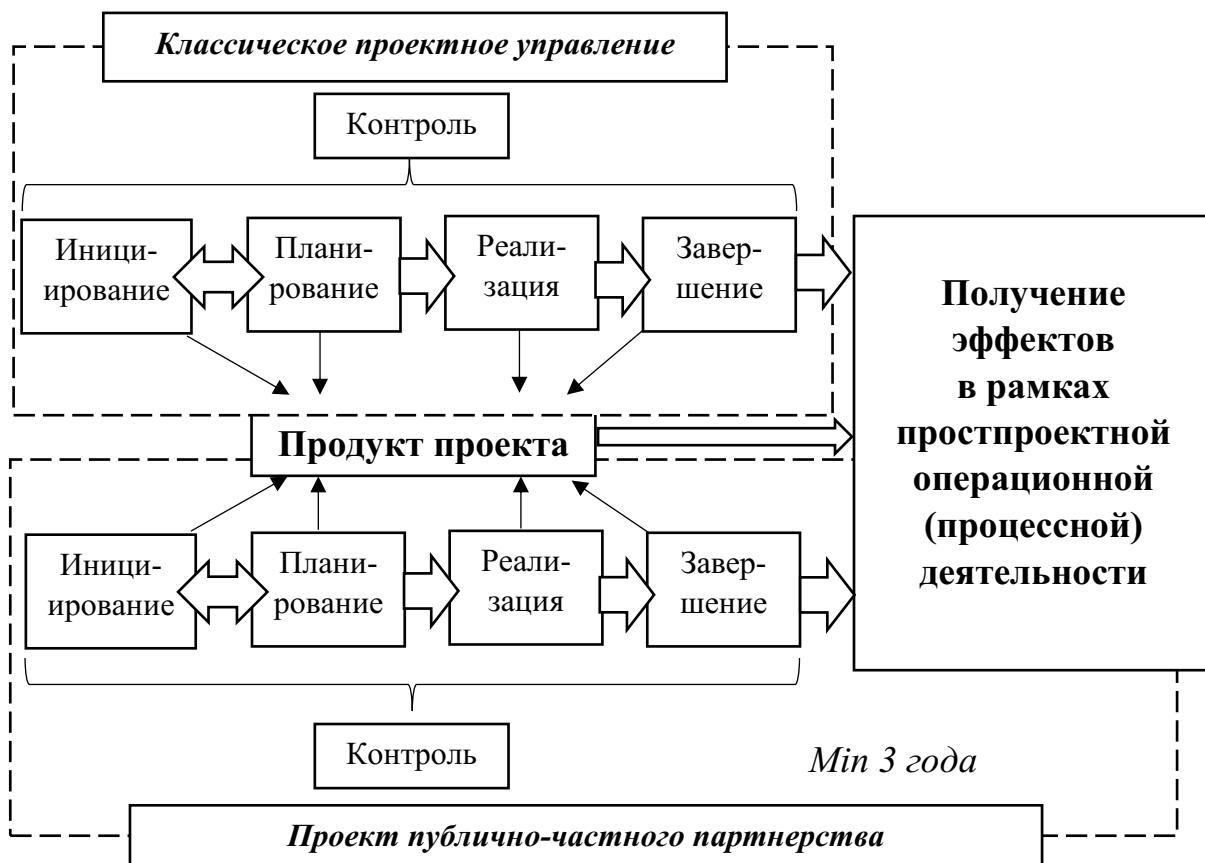 Классическое проектное управление
Контроль
Иници-
ирование
Плани-
рование
Реали-
зация
Завер-
шение
Продукт проекта
Получение
эффектов
в рамках
простпроектной
операционной
(процессной)
деятельности
Иници-
ирование
Плани-
рование
Реали-
зация
Завер-
шение
Контроль
Min 3 года
Проект публично-частного партнерства